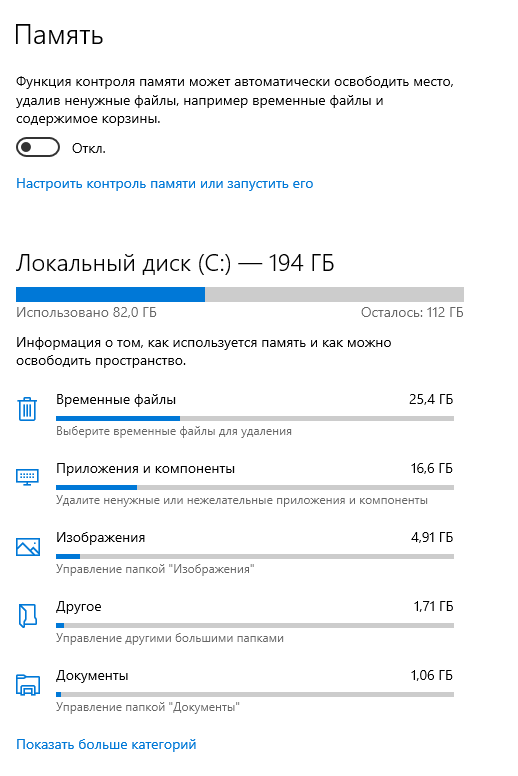 Память
Функция контроля памяти может автоматически освободить место,
удалив ненужные файлы, например временные файлы и
содержимое корзины.
Откл.
Настроить контроль памяти или запустить его
Локальный диск (C:) — 194 ГБ
Использовано 82,0 ГБ
Осталось: 112 ГБ
Информация о том, как используется память и как можно
освободить пространство.
Временные файлы
25,4 ГБ
Выберите временные файлы для удаления
Приложения и компоненты
16,6 ГБ
Удалите ненужные или нежелательные приложения и компоненты
Изображения
4,91 ГБ
Управление папкой "Изображения"
Другое
1,71 ГБ
Управление другими большими папками
Документы
1,06 ГБ
Управление папкой "Документы"
Показать больше категорий